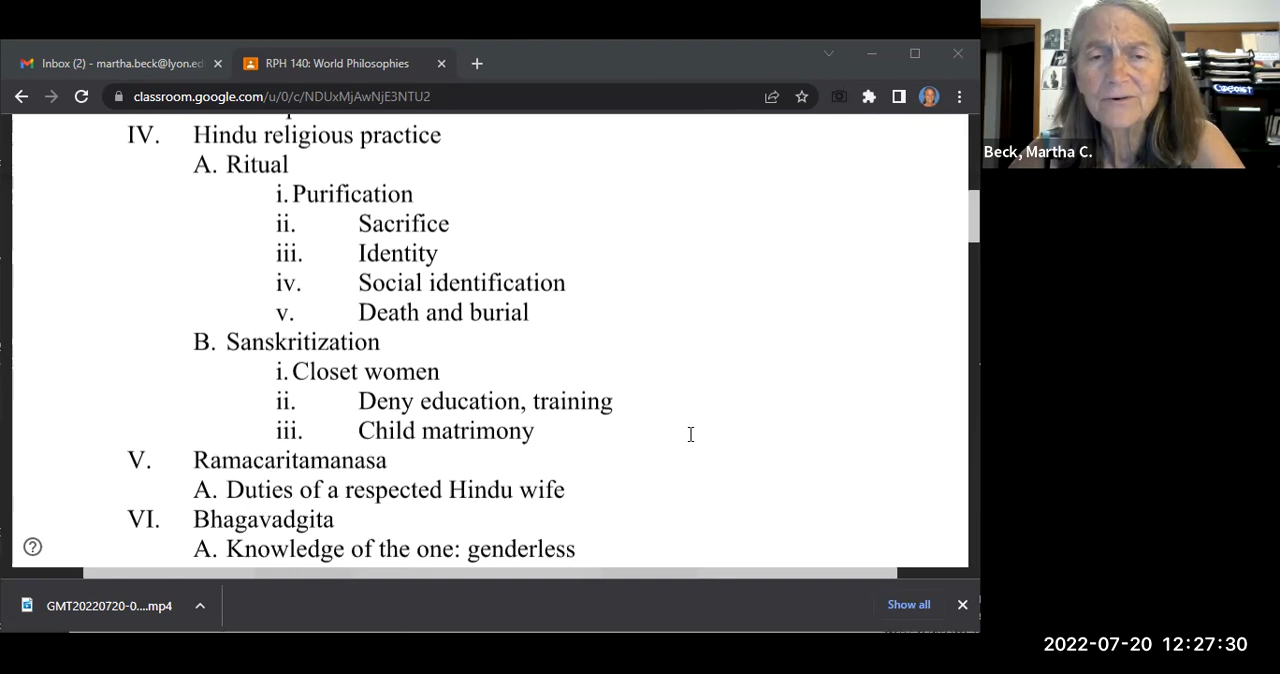 Inbox (2) - martha.beck@lyon.ed
RPH 140: World Philosophies
classroom.google.com/u/0/c/NDUxMjAwNjE3NTU2
IV. Hindu religious practice
A. Ritual
i. Purification
ii. Sacrifice
iii. Identity
iv. Social identification
v. Death and burial
B. Sanskritization
i. Closet women
ii. Deny education, training
iii. Child matrimony
V. Ramacaritamanasa
A. Duties of a respected Hindu wife
VI. Bhagavadgita
A. Knowledge of the one: genderless
GMT20220720-0....mp4
Show all
COEXIST
Beck, Martha C.
2022-07-20 12:27:30